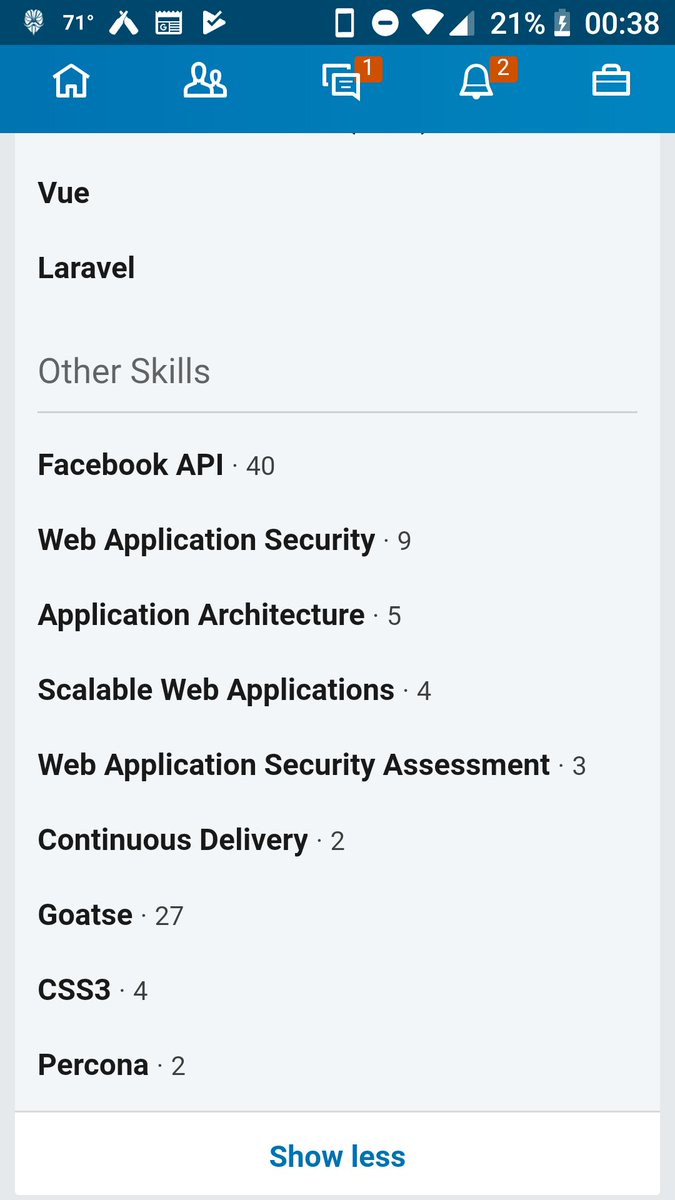 71° 21% 00:38
1 2
Vue
Laravel
Other Skills
Facebook API · 40
Web Application Security · 9
Application Architecture · 5
Scalable Web Applications · 4
Web Application Security Assessment · 3
Continuous Delivery · 2
Goatse · 27
CSS3 · 4
Percona · 2
Show less